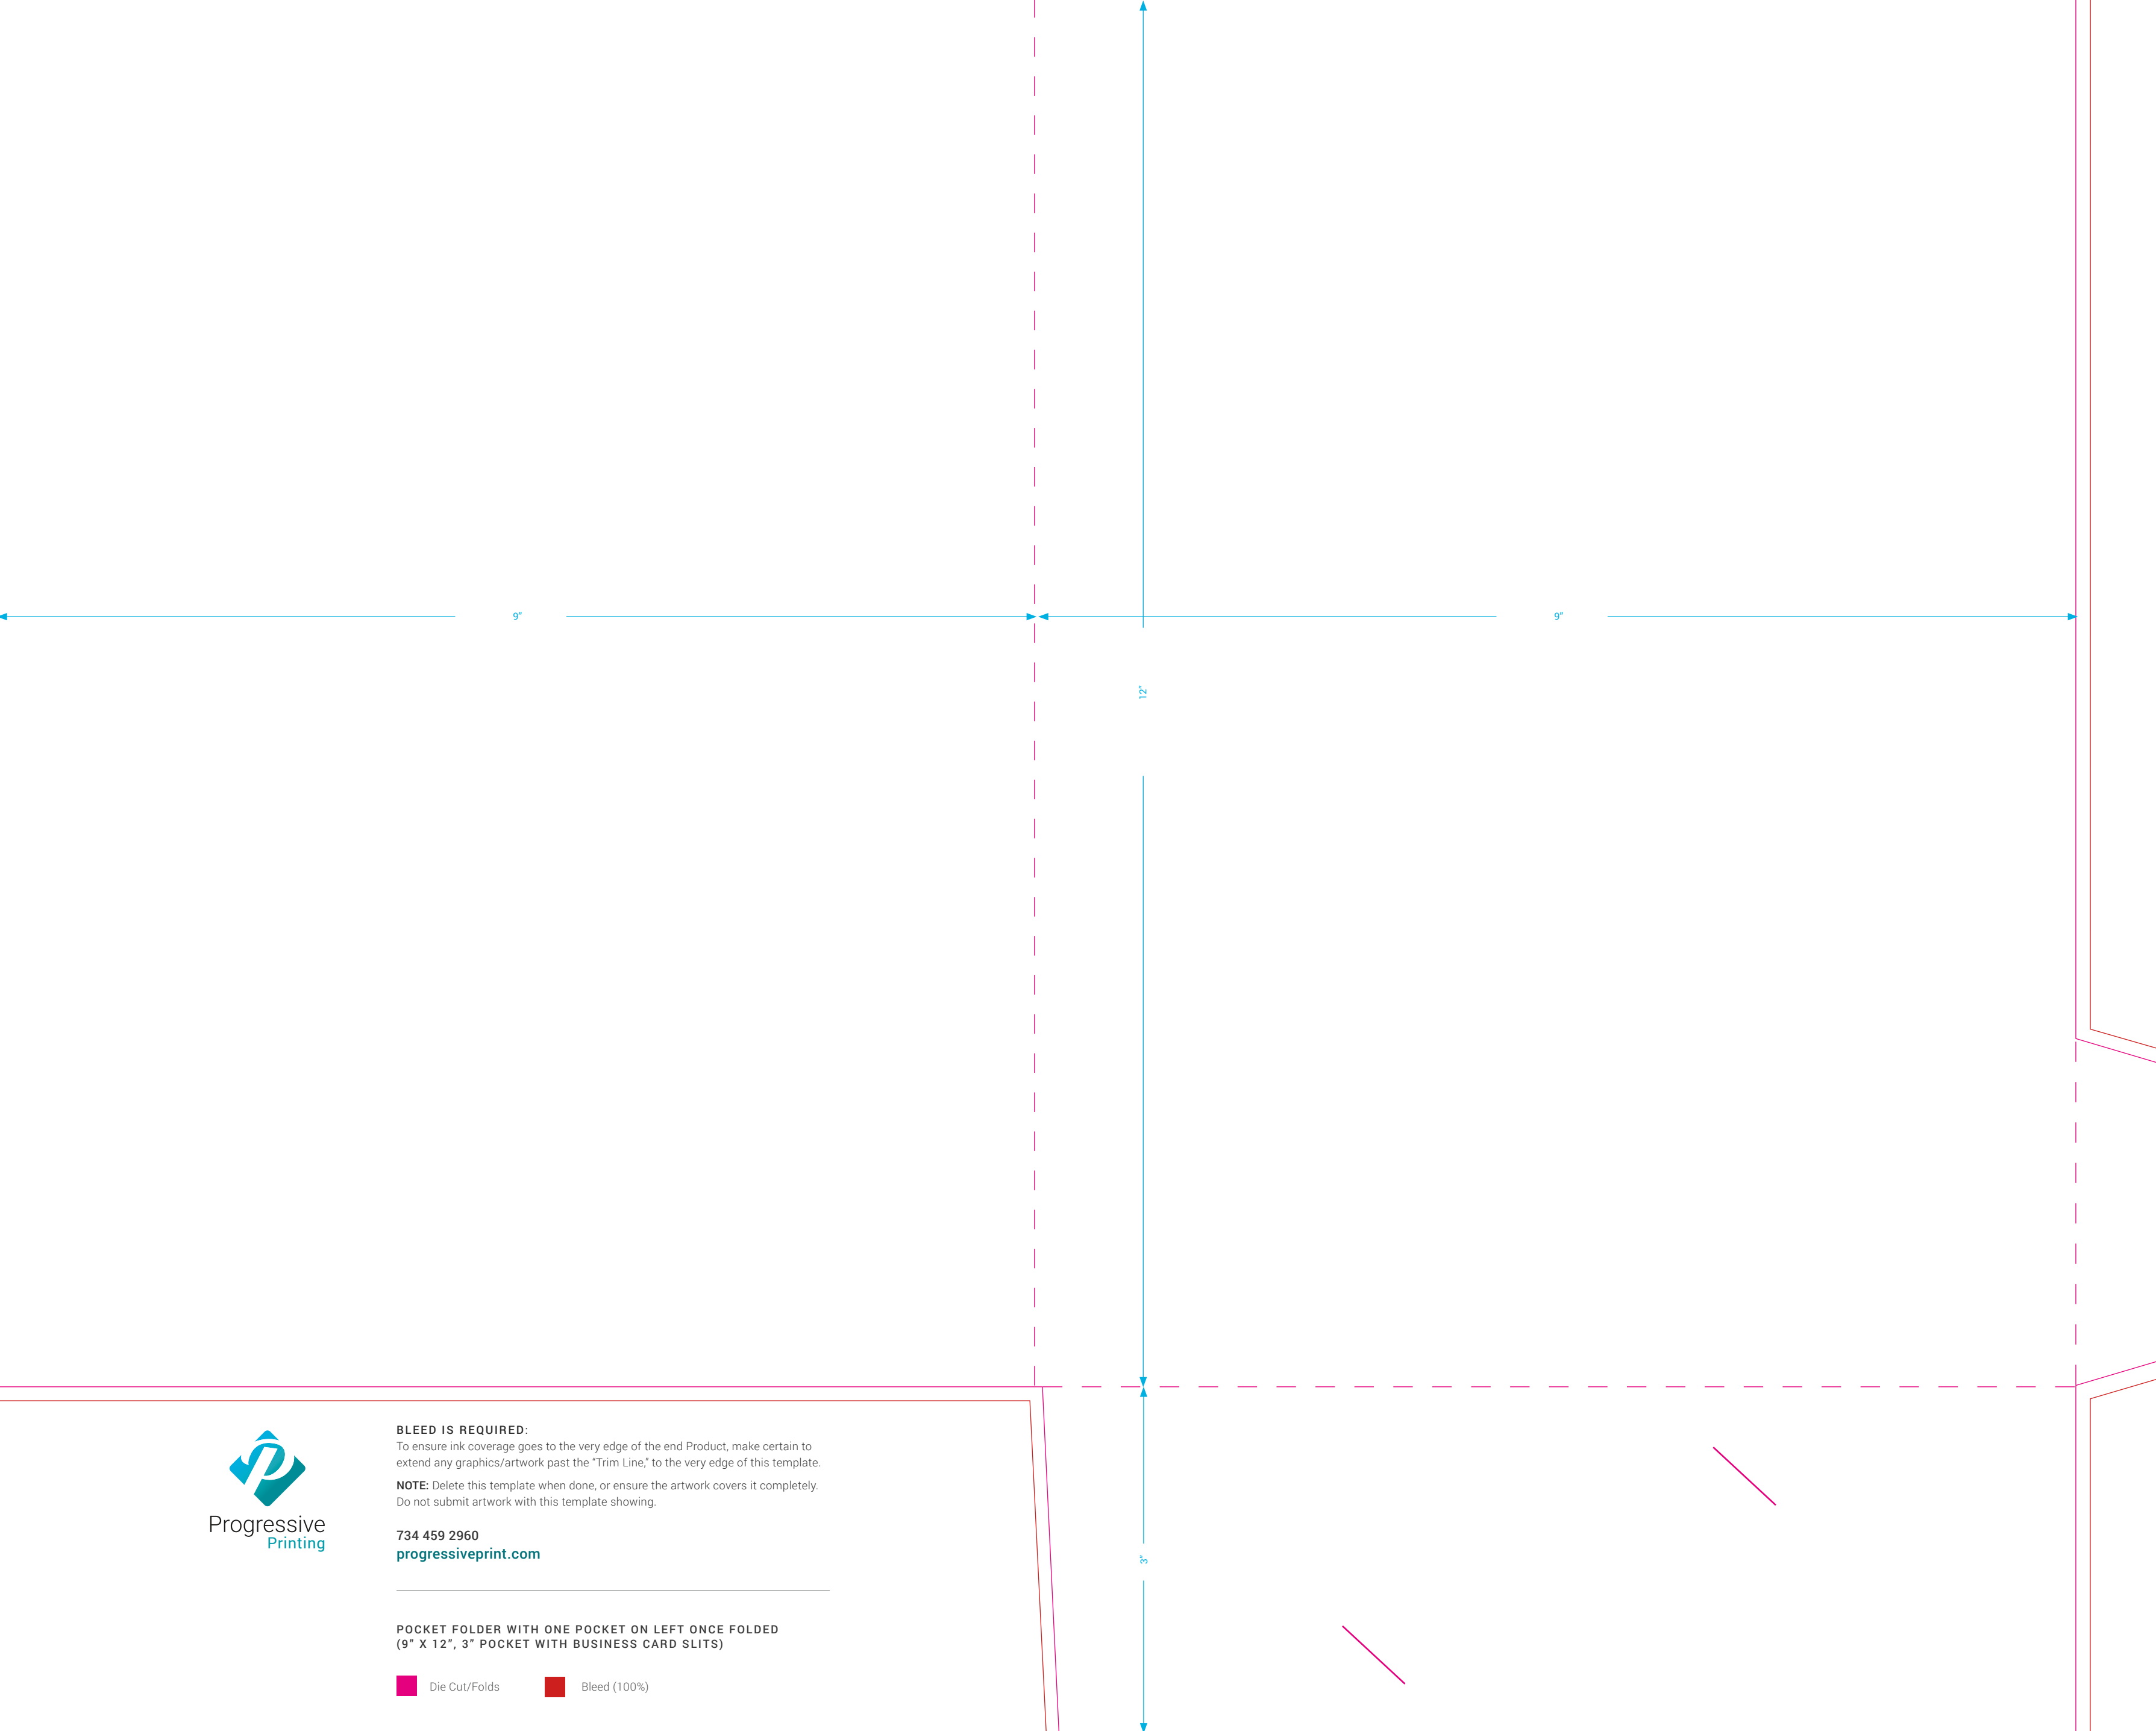 9”
9”
12”
BLEED IS REQUIRED:
To ensure ink coverage goes to the very edge of the end Product, make certain to
extend any graphics/artwork past the “Trim Line,” to the very edge of this template.
NOTE: Delete this template when done, or ensure the artwork covers it completely.
Do not submit artwork with this template showing.
Progressive
Printing
734 459 2960
progressiveprint.com
3”
POCKET FOLDER WITH ONE POCKET ON LEFT ONCE FOLDED
(9” X 12”, 3” POCKET WITH BUSINESS CARD SLITS)
Die Cut/Folds
Bleed (100%)